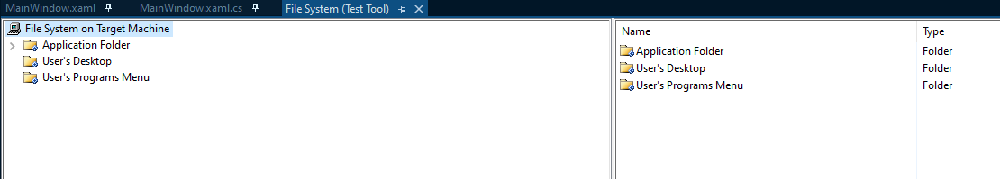 MainWindow.xaml MainWindow.xaml.cs File System (Test Tool)
File System on Target Machine
Application Folder
User's Desktop
User's Programs Menu
Name Type
Application Folder Folder
User's Desktop Folder
User's Programs Menu Folder